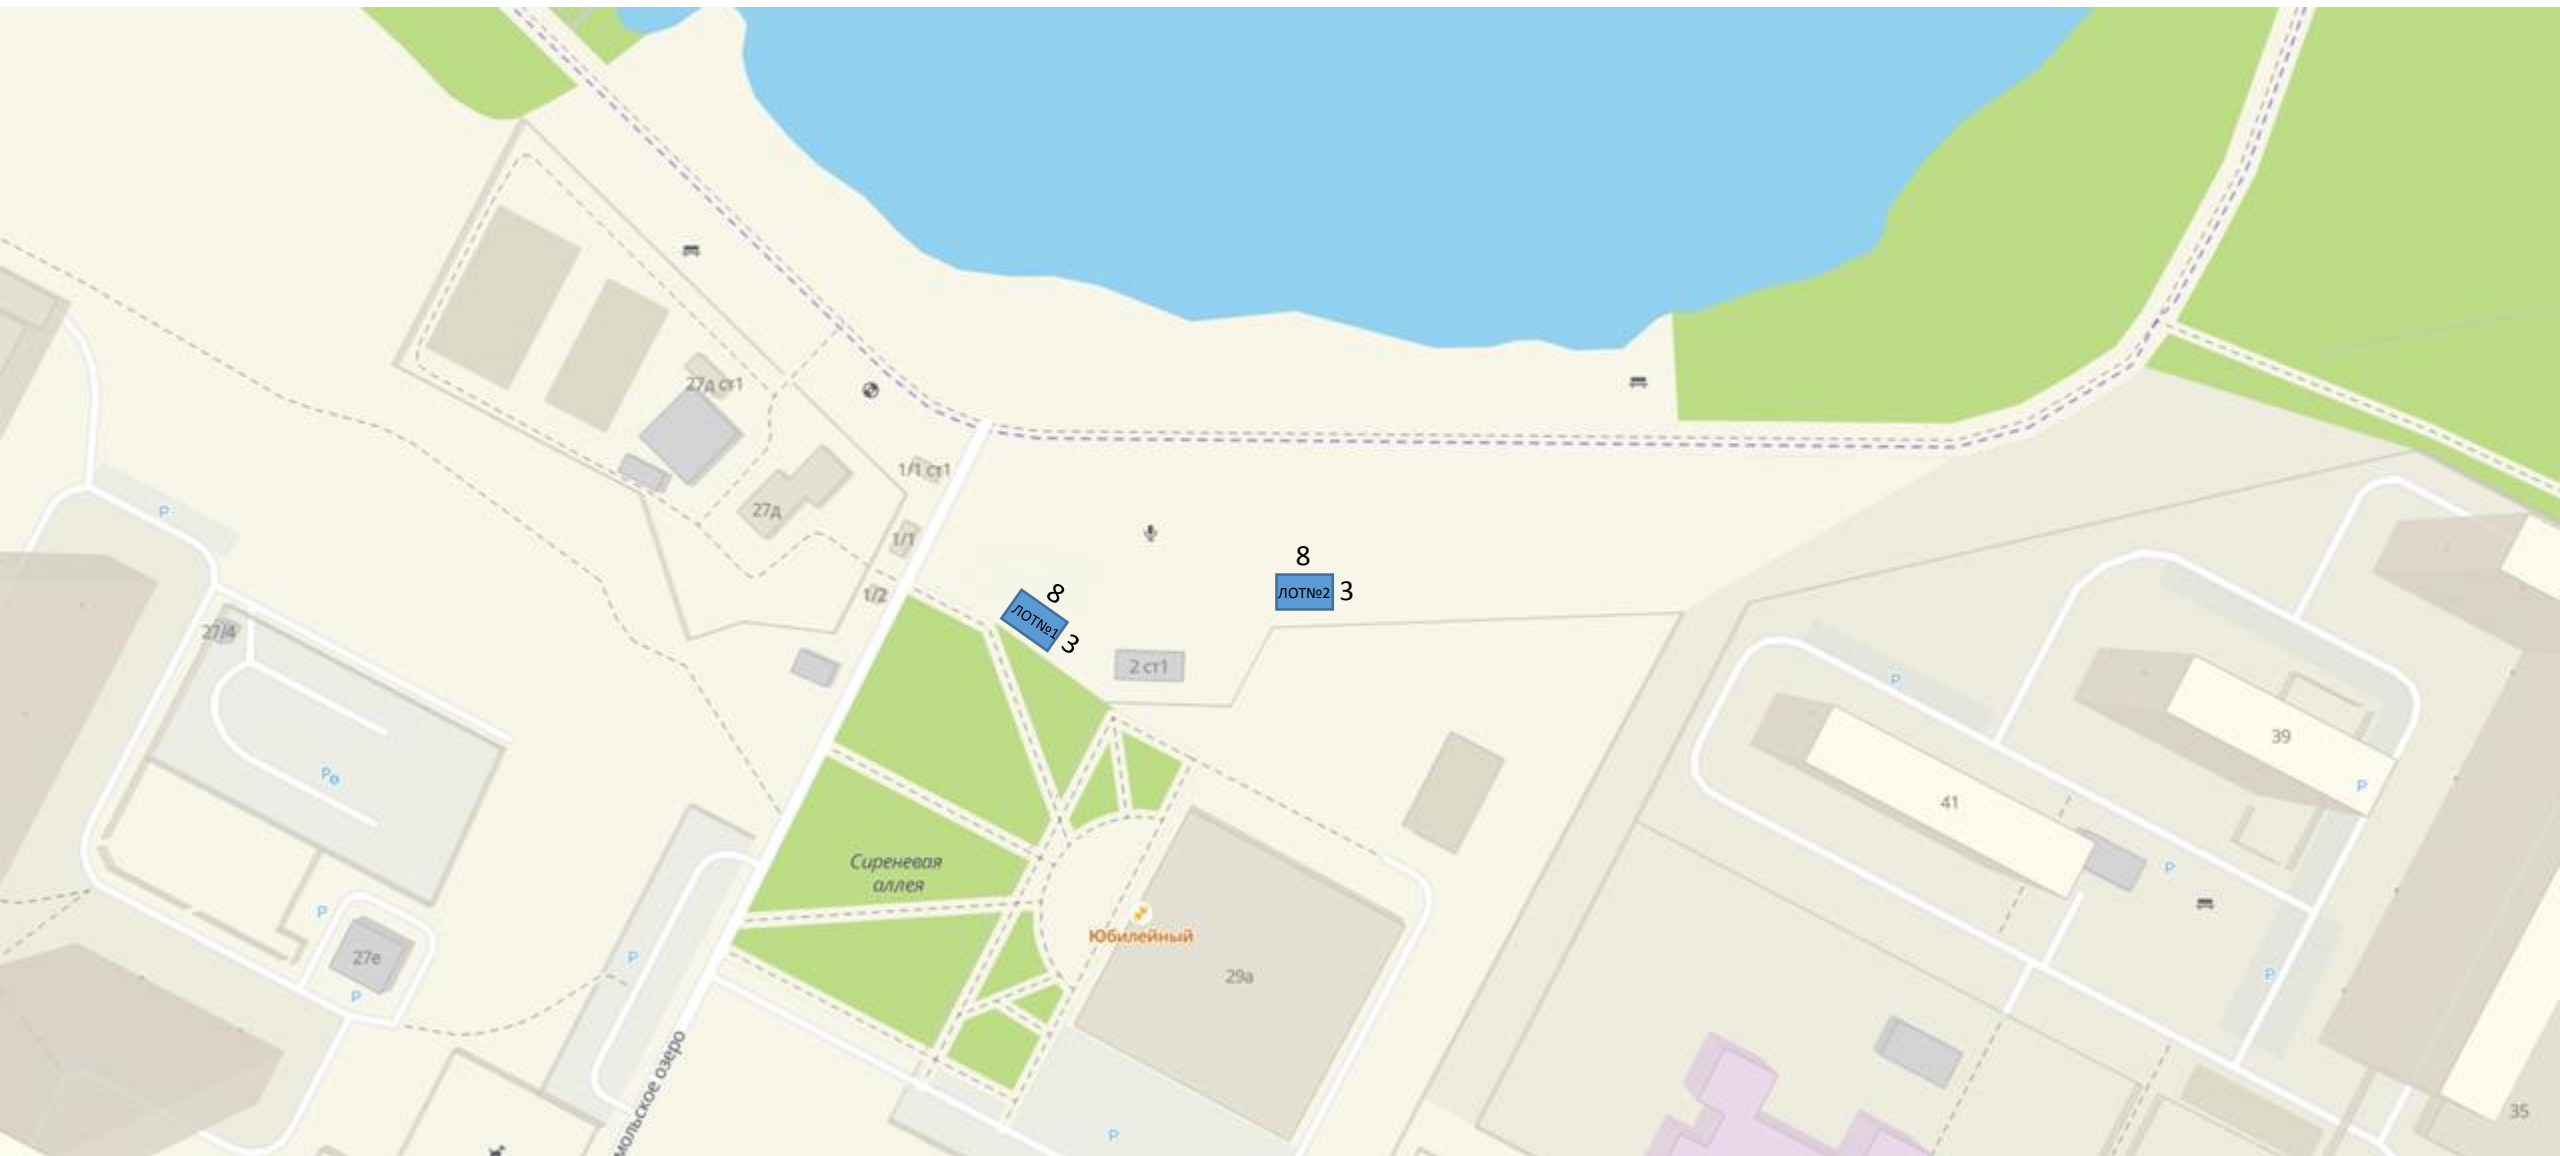 27д ст1
1/1 ст1
27д
P
1/1
8
ЛОТ№2
3
8
ЛОТ№1
3
1/2
27/4
2 ст1
P
39
P
P
41
P
Сиреневая
аллея
P
P
Юбилейный
27е
P
P
29а
P
мольское озеро
35
P